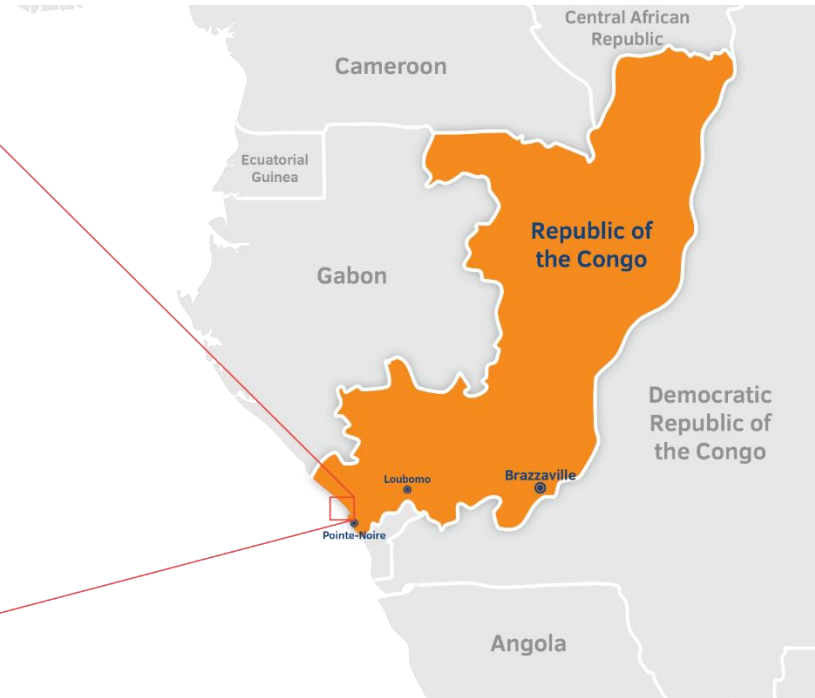 Central African
Republic
Cameroon
Ecuatorial
Guinea
Republic of
the Congo
Gabon
Democratic
Republic of
the Congo
Loubomo
Brazzaville
Pointe-Noire
Angola